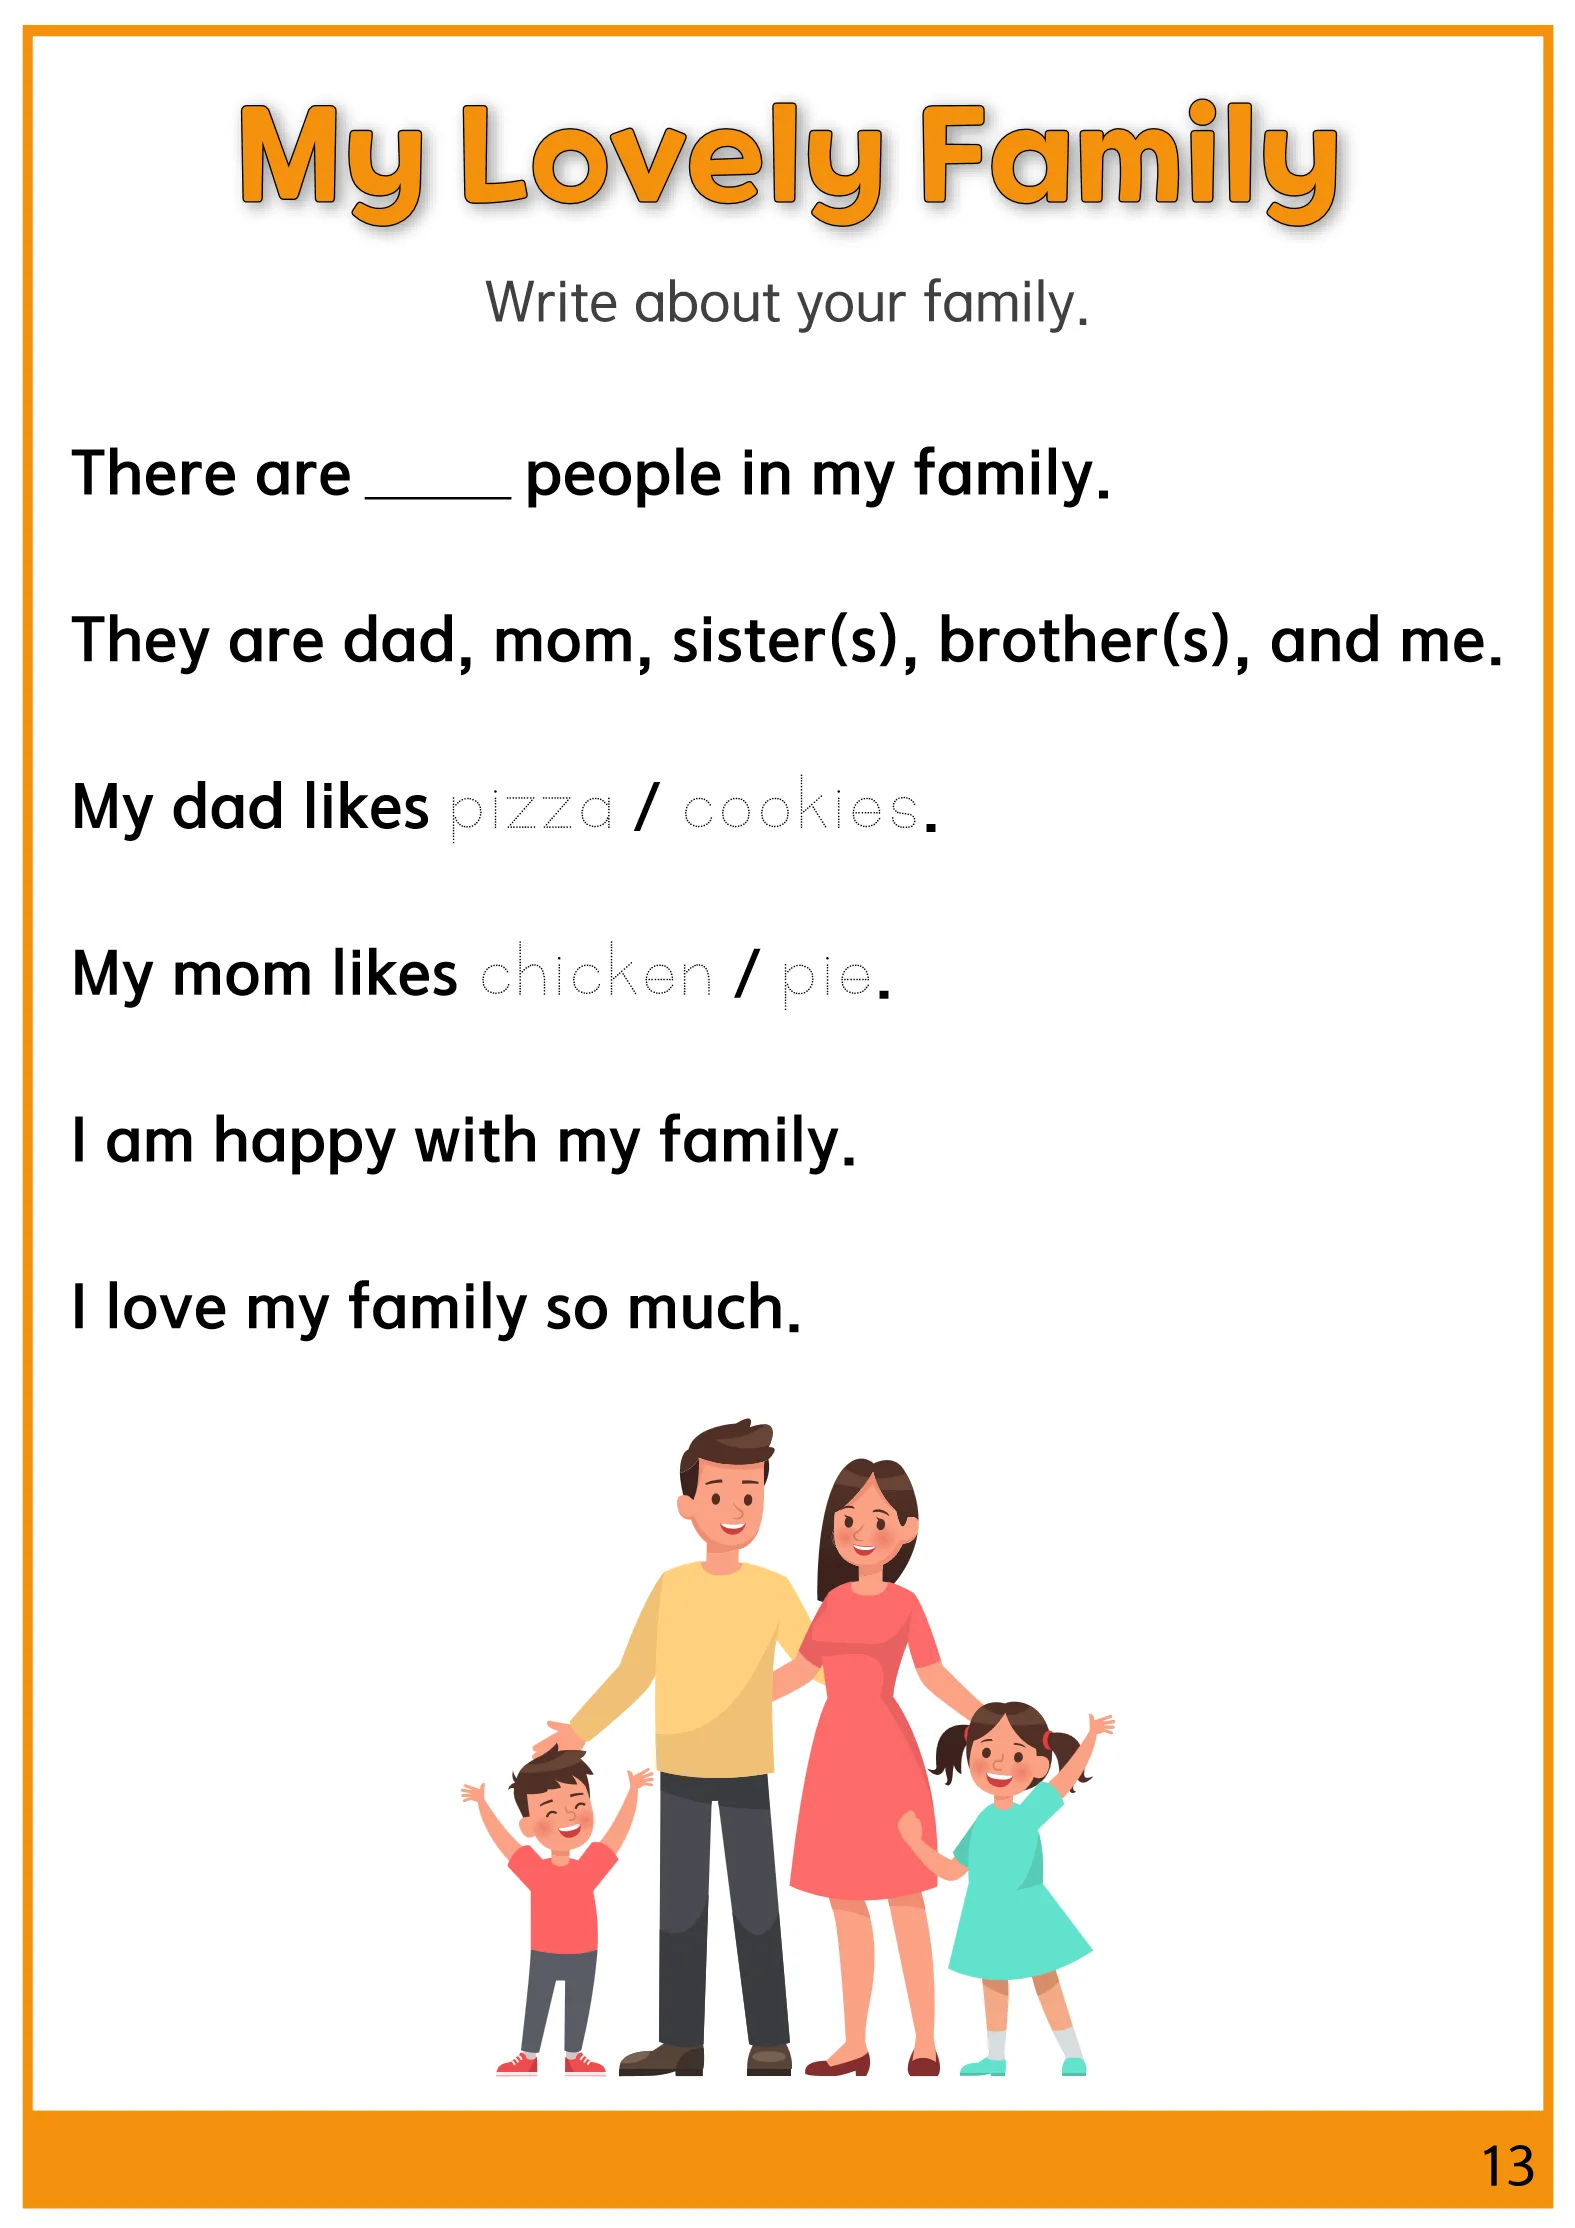 My Lovely Family
Write about your family.
There are _____ people in my family.
They are dad, mom, sister(s), brother(s), and me.
My dad likes pizza / cookies.
My mom likes chicken / pie.
I am happy with my family.
I love my family so much.
13